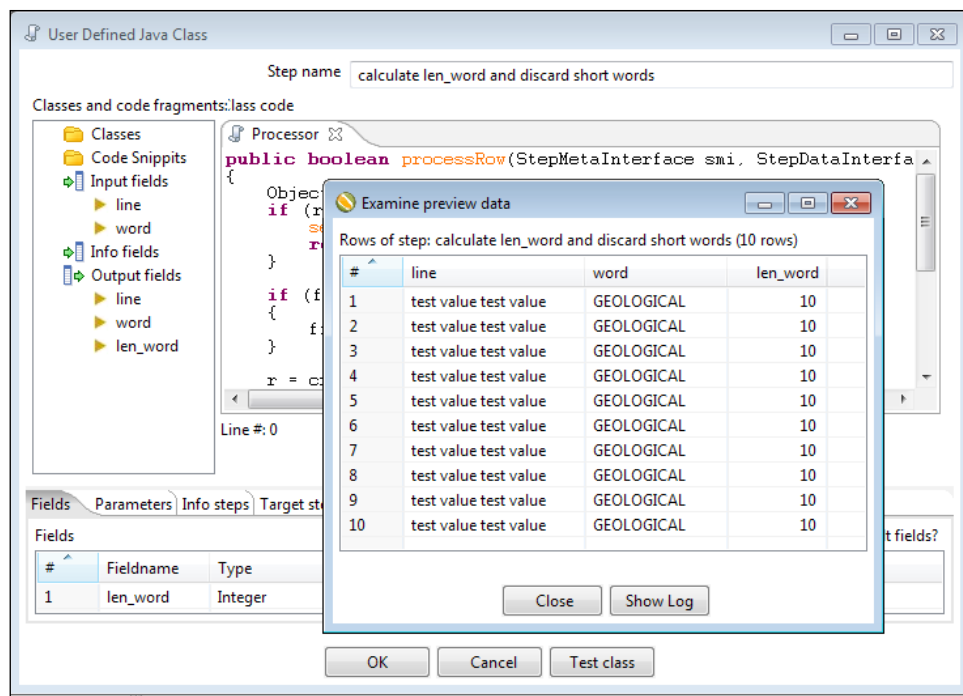 User Defined Java Class
Step name calculate len_word and discard short words
Classes and code fragments: lass code
Classes
Code Snippits
Input fields
line
word
Info fields
Output fields
line
word
len_word
Processor
public boolean processRow(StepMetaInterface smi, StepDataInterfa
{
Objec
if (r
se
re
}
if (f
{
f
}
r = c
Line #: 0
Examine preview data
Rows of step: calculate len_word and discard short words (10 rows)
# line word len_word
1 test value test value GEOLOGICAL 10
2 test value test value GEOLOGICAL 10
3 test value test value GEOLOGICAL 10
4 test value test value GEOLOGICAL 10
5 test value test value GEOLOGICAL 10
6 test value test value GEOLOGICAL 10
7 test value test value GEOLOGICAL 10
8 test value test value GEOLOGICAL 10
9 test value test value GEOLOGICAL 10
10 test value test value GEOLOGICAL 10
Close Show Log
Fields Parameters Info steps Target st
Fields t fields?
# Fieldname Type
1 len_word Integer
OK Cancel Test class